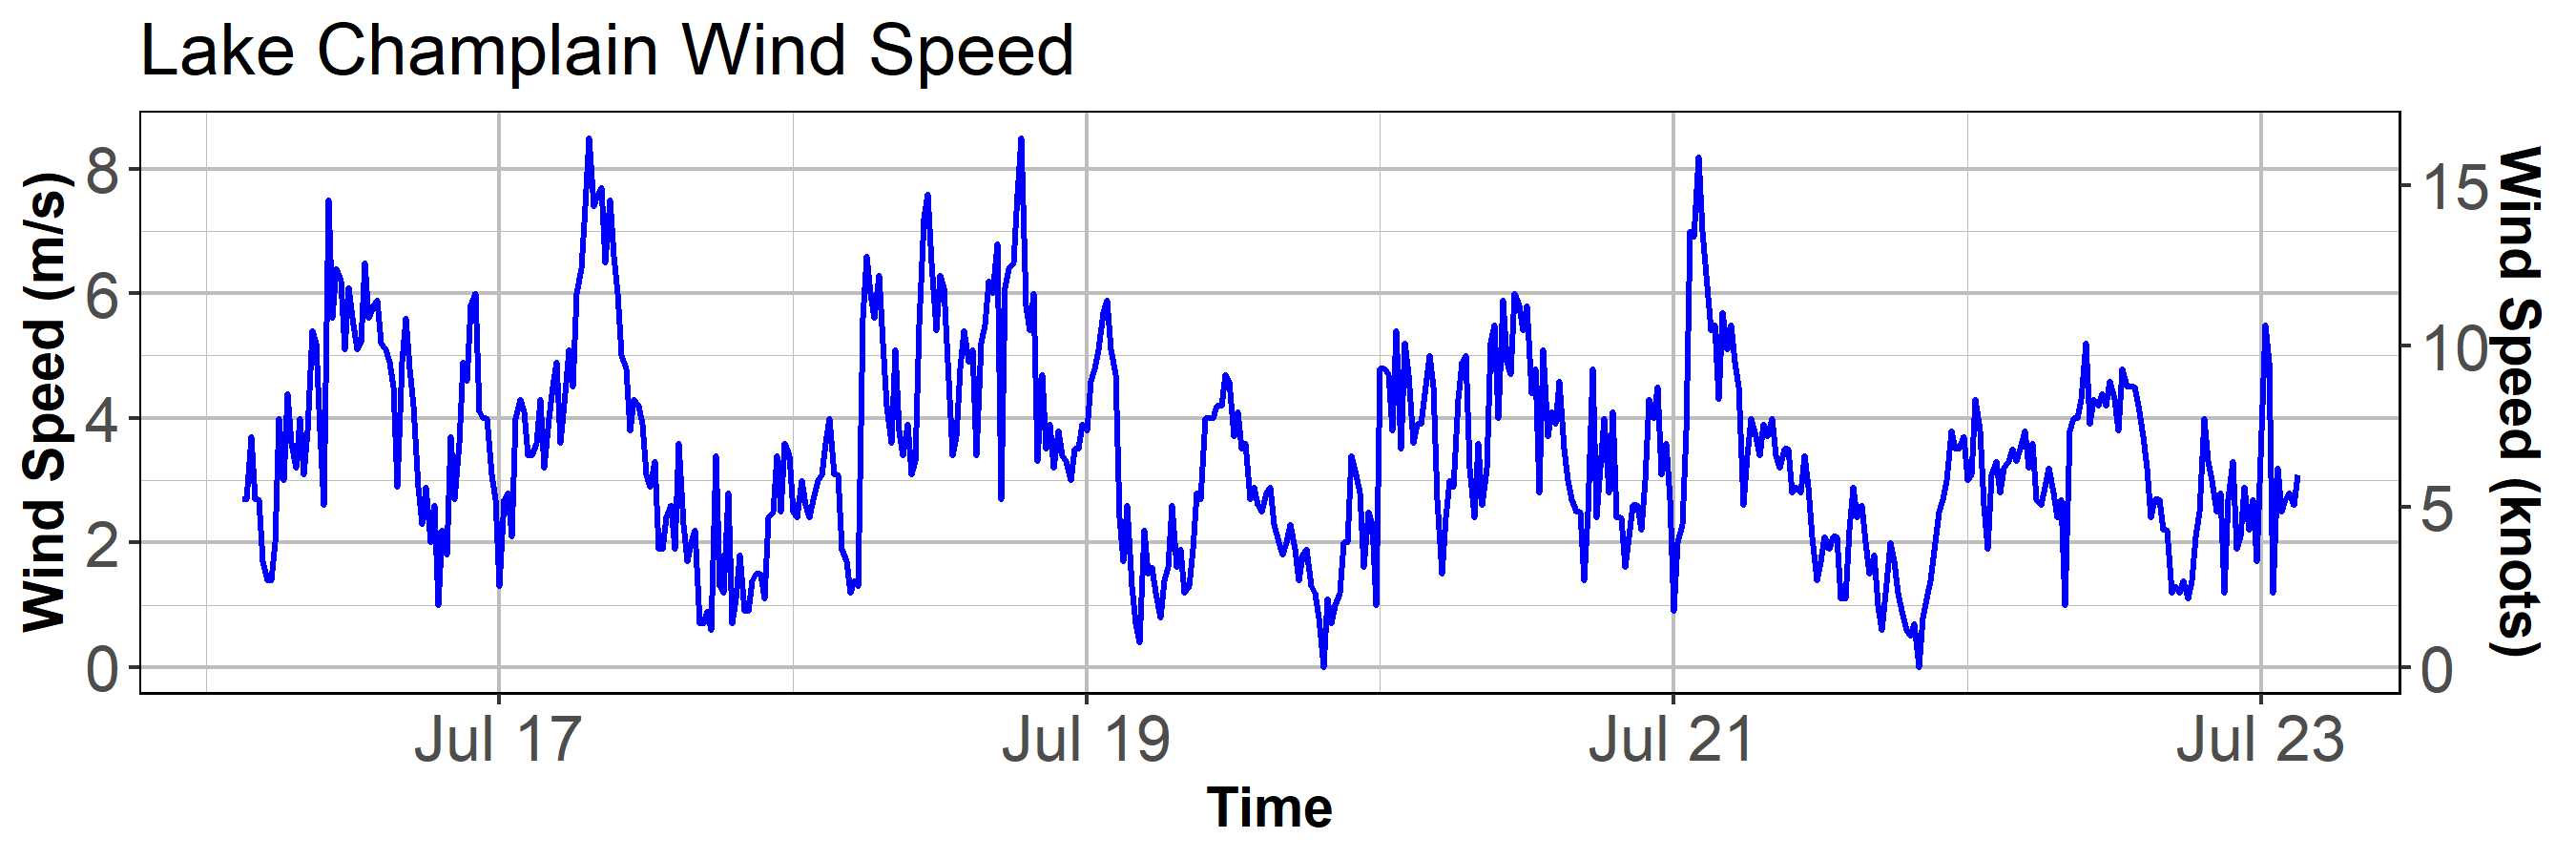 Lake Champlain Wind Speed
Wind Speed (m/s)
8
6
4
2
0
15
10
5
0
Wind Speed (knots)
Jul 17 Jul 19 Jul 21 Jul 23
Time